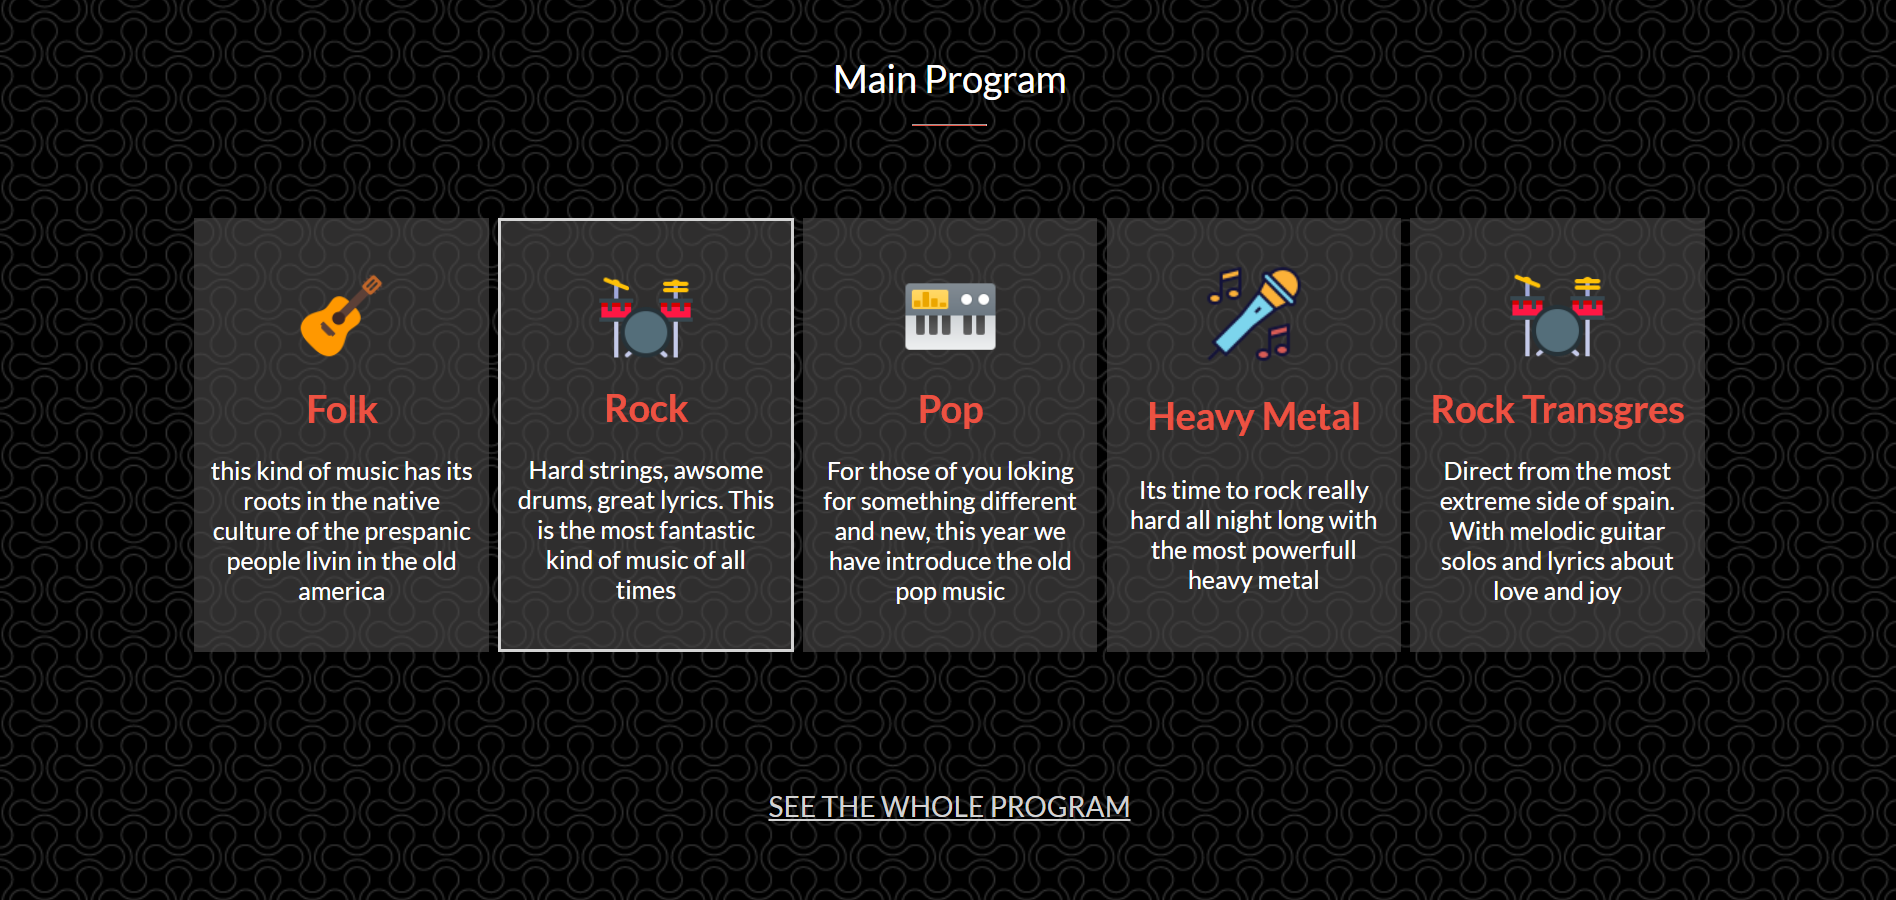 Main Program
Folk
this kind of music has its
roots in the native
culture of the prespanic
people livin in the old
america
Rock
Hard strings, awsome
drums, great lyrics. This
is the most fantastic
kind of music of all
times
Pop
For those of you loking
for something different
and new, this year we
have introduce the old
pop music
Heavy Metal
Its time to rock really
hard all night long with
the most powerfull
heavy metal
Rock Transgres
Direct from the most
extreme side of spain.
With melodic guitar
solos and lyrics about
love and joy
SEE THE WHOLE PROGRAM